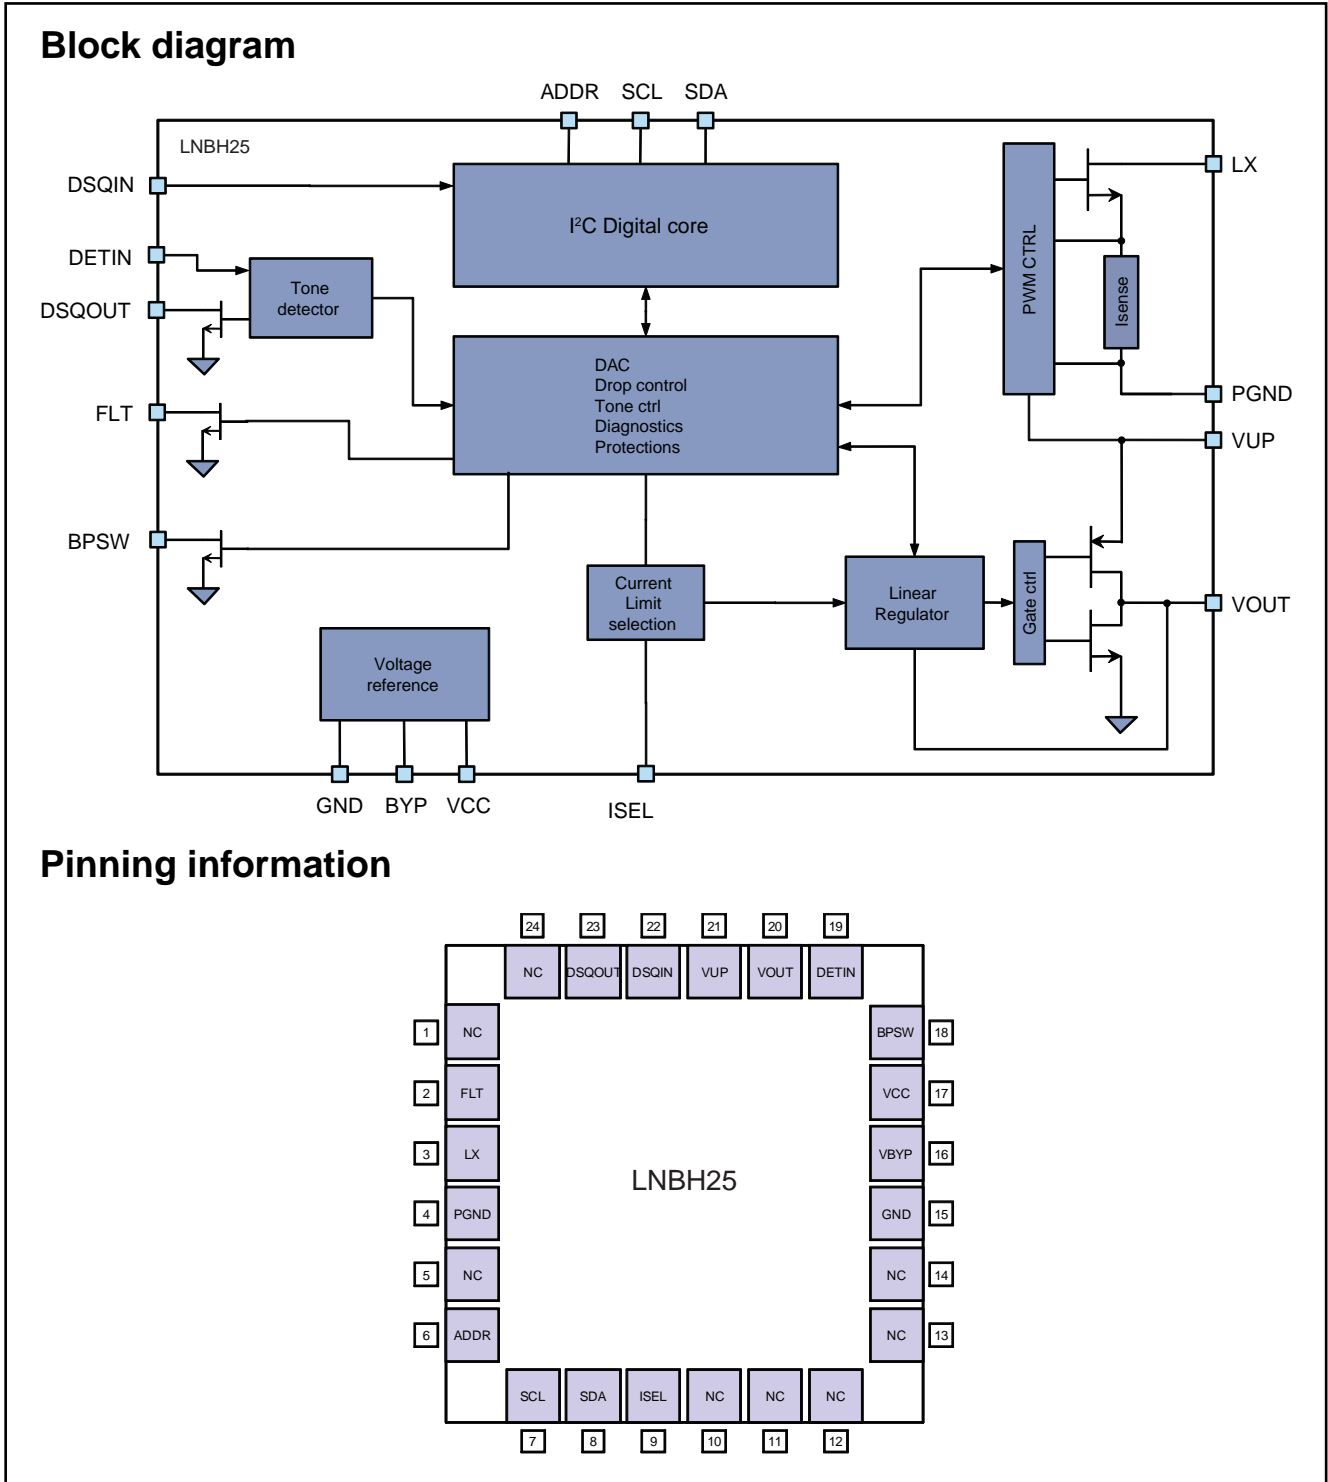 Block diagram
ADDR SCL SDA
LNBH25
DSQIN
DETIN
DSQOUT
FLT
BPSW
LX
PGND
VUP
VOUT
I²C Digital core
Tone
detector
DAC
Drop control
Tone ctrl
Diagnostics
Protections
PWM CTRL
Isense
Current
Limit
selection
Linear
Regulator
Gate ctrl
Voltage
reference
GND BYP VCC
ISEL
Pinning information
24 23 22 21 20 19
NC DSQOUT DSQIN VUP VOUT DETIN
1 NC
BPSW 18
2 FLT
VCC 17
3 LX
VBYP 16
LNBH25
4 PGND
GND 15
5 NC
NC 14
6 ADDR
NC 13
SCL SDA ISEL NC NC NC
7 8 9 10 11 12